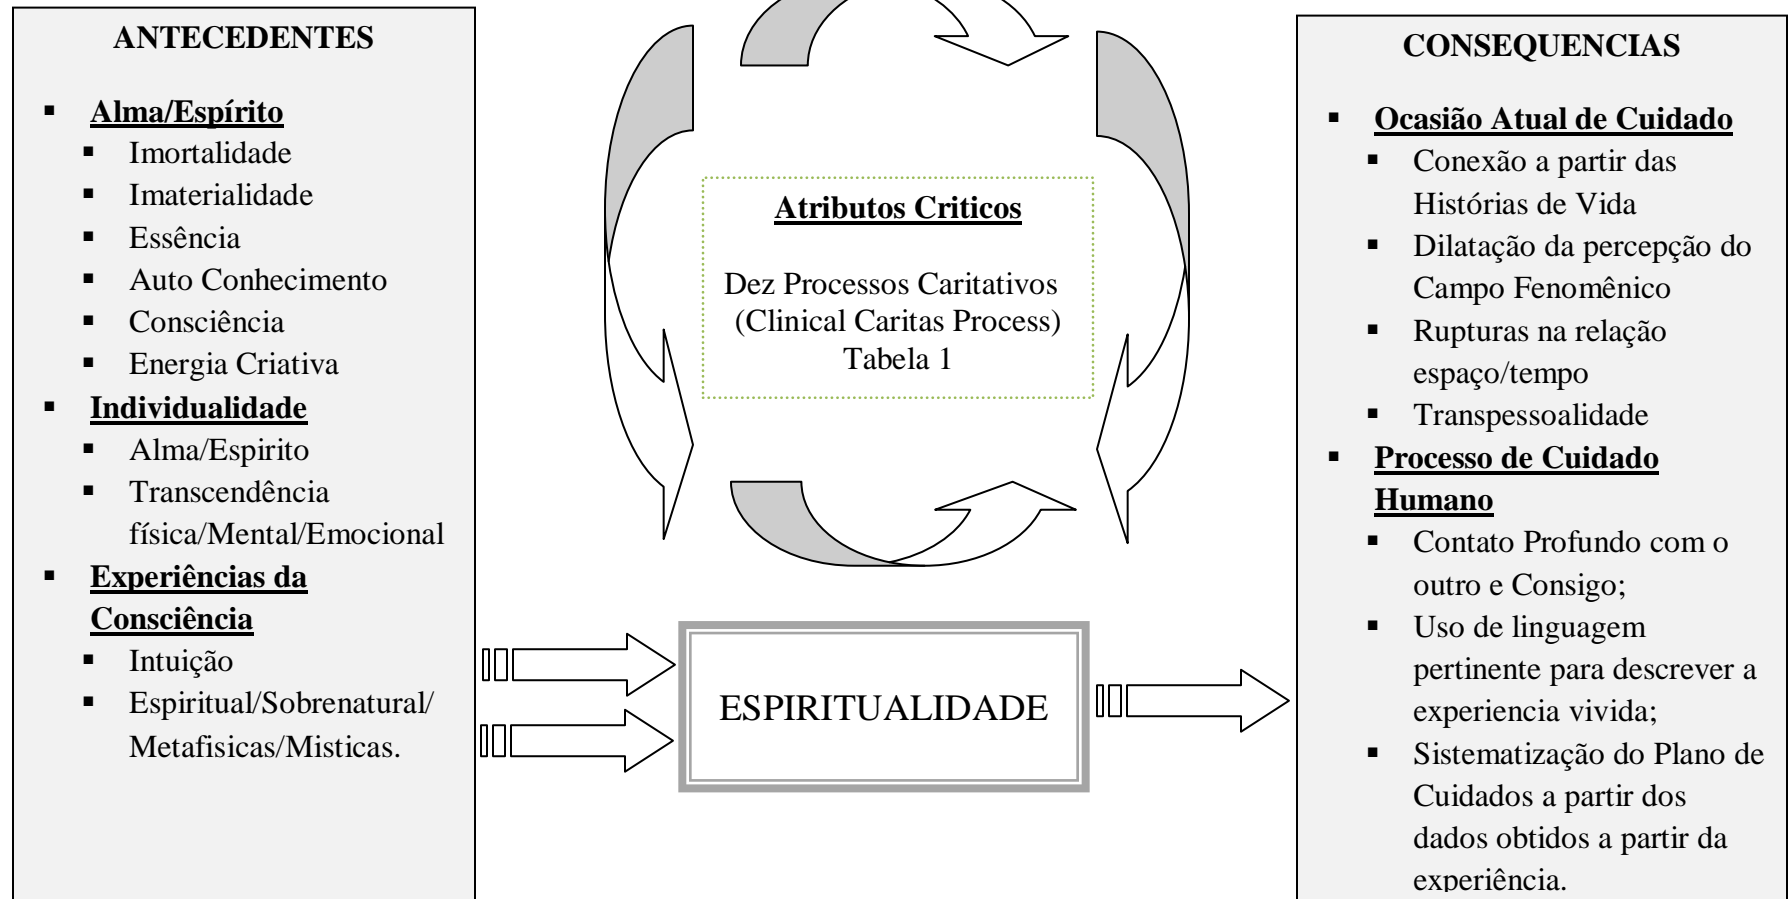 ANTECEDENTES
▪ Alma/Espírito
▪ Imortalidade
▪ Imaterialidade
▪ Essência
▪ Auto Conhecimento
▪ Consciência
▪ Energia Criativa
▪ Individualidade
▪ Alma/Espirito
▪ Transcendência
física/Mental/Emocional
▪ Experiências da
Consciência
▪ Intuição
▪ Espiritual/Sobrenatural/
Metafisicas/Misticas.
Atributos Criticos
Dez Processos Caritativos
(Clinical Caritas Process)
Tabela 1
ESPIRITUALIDADE
CONSEQUENCIAS
▪ Ocasião Atual de Cuidado
▪ Conexão a partir das
Histórias de Vida
▪ Dilatação da percepção do
Campo Fenomênico
▪ Rupturas na relação
espaço/tempo
▪ Transpessoalidade
▪ Processo de Cuidado
Humano
▪ Contato Profundo com o
outro e Consigo;
▪ Uso de linguagem
pertinente para descrever a
experiencia vivida;
▪ Sistematização do Plano de
Cuidados a partir dos
dados obtidos a partir da
experiência.